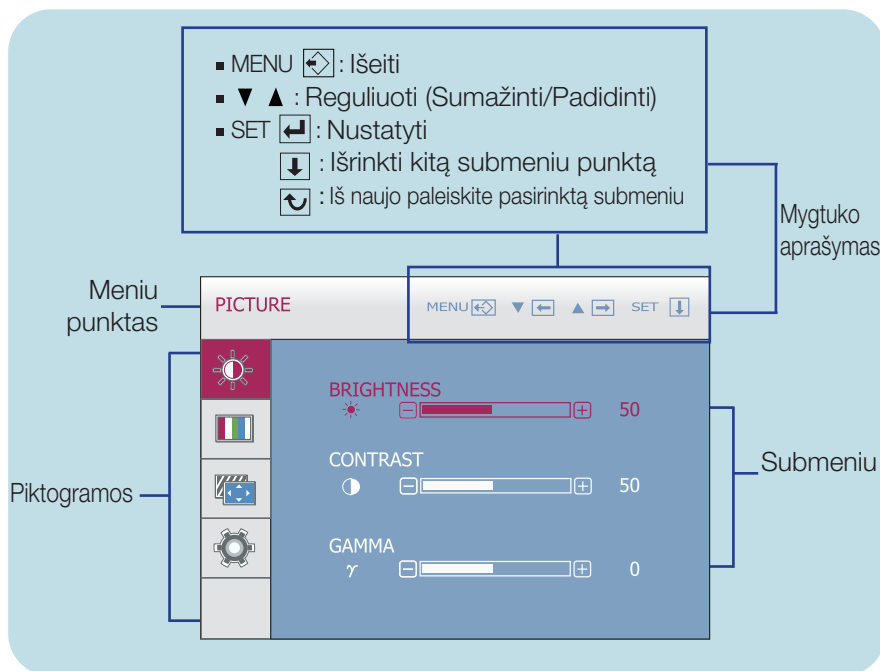 ▪ MENU : Išeiti
▪ ▼ ▲ : Reguliuoti (Sumažinti/Padidinti)
▪ SET : Nustatyti
: Išrinkti kitą submeniu punktą
: Iš naujo paleiskite pasirinktą submeniu
Mygtuko
aprašymas
Meniu
punktas
PICTURE
MENU ▼ ▲ SET
BRIGHTNESS
50
CONTRAST
50
GAMMA
γ 0
Piktogramos
Submeniu